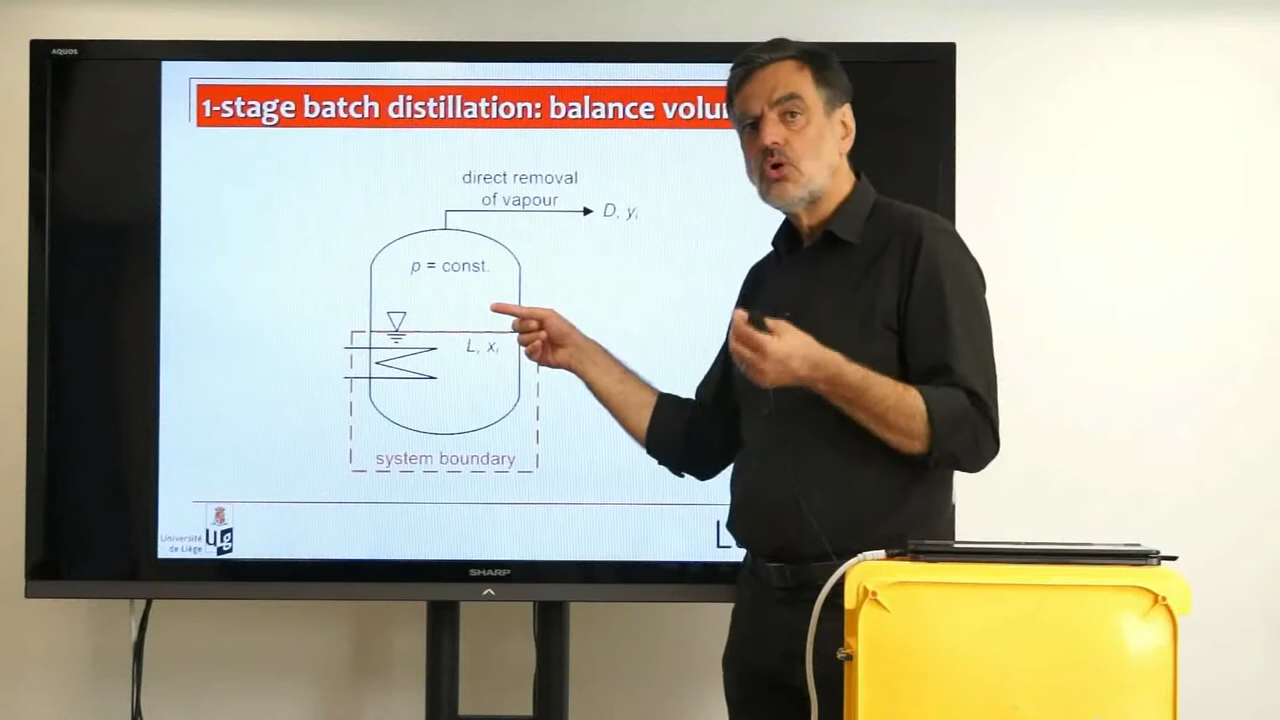 AQUOS
1-stage batch distillation: balance volu
direct removal
of vapour
D, yᵢ
p = const.
L, xᵢ
system boundary
Université
de Liège
ULg
L
SHARP